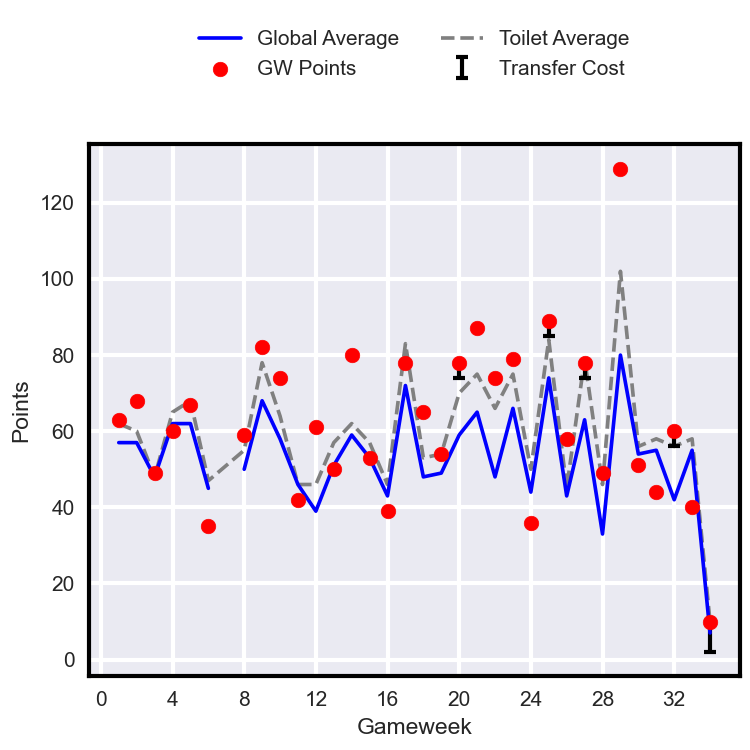 Global Average
Toilet Average
GW Points
Transfer Cost
120
100
80
60
40
20
0
Points
0 4 8 12 16 20 24 28 32
Gameweek